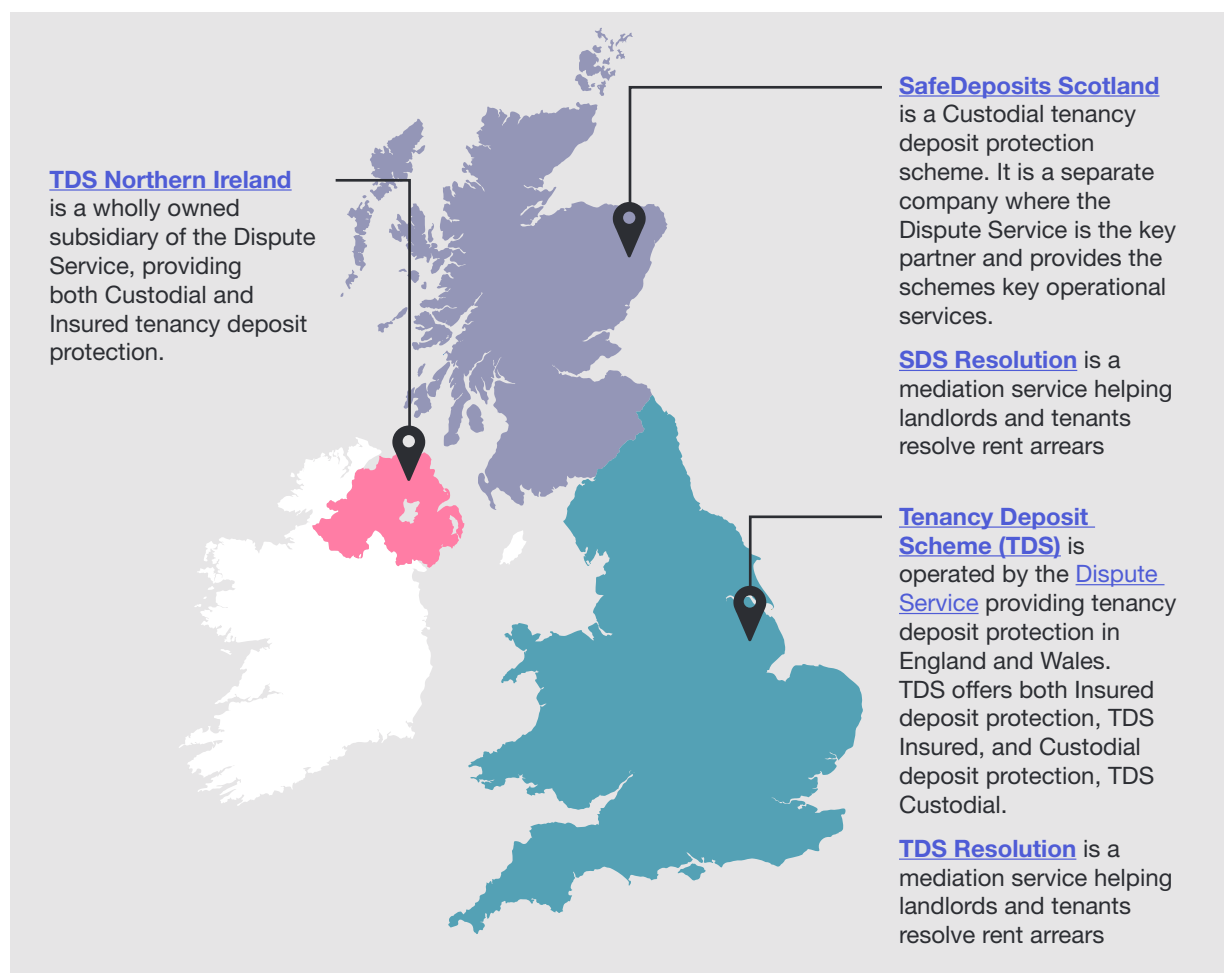 TDS Northern Ireland
is a wholly owned
subsidiary of the Dispute
Service, providing
both Custodial and
Insured tenancy deposit
protection.
SafeDeposits Scotland
is a Custodial tenancy
deposit protection
scheme. It is a separate
company where the
Dispute Service is the key
partner and provides the
schemes key operational
services.
SDS Resolution is a
mediation service helping
landlords and tenants
resolve rent arrears
Tenancy Deposit
Scheme (TDS) is
operated by the Dispute
Service providing tenancy
deposit protection in
England and Wales.
TDS offers both Insured
deposit protection, TDS
Insured, and Custodial
deposit protection, TDS
Custodial.
TDS Resolution is a
mediation service helping
landlords and tenants
resolve rent arrears